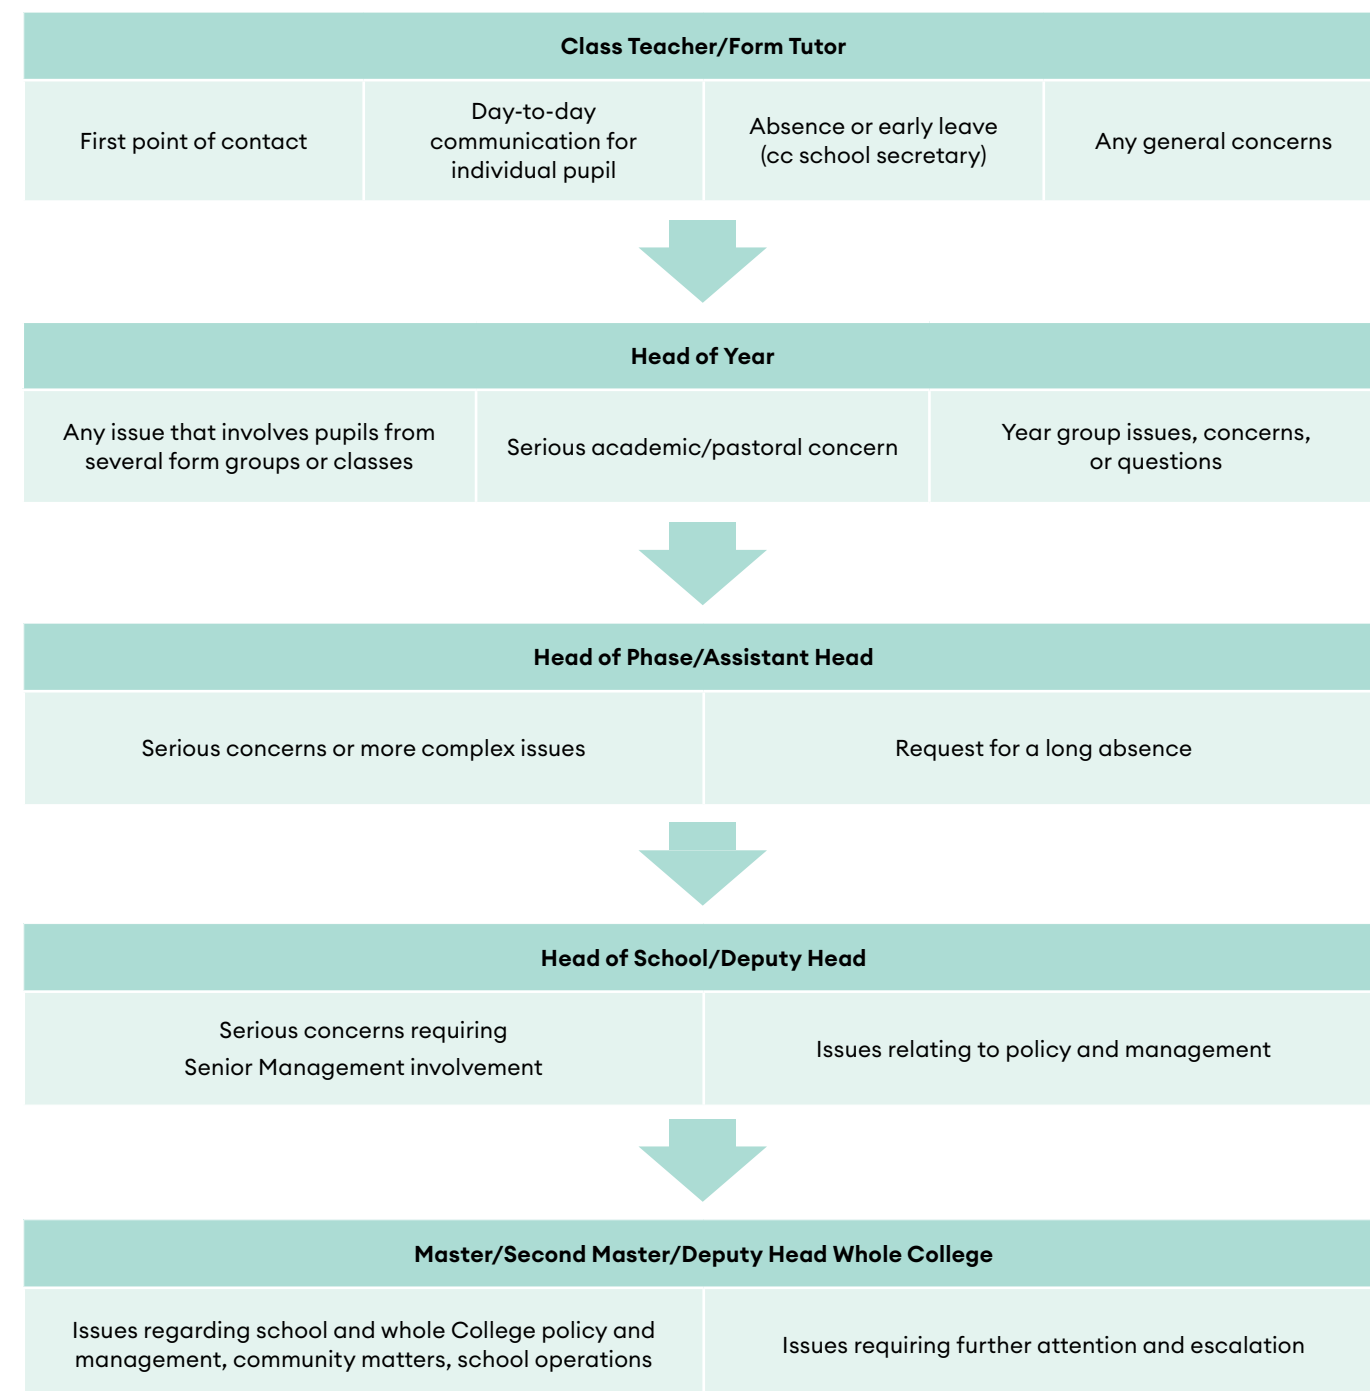 Class Teacher/Form Tutor
First point of contact
Day-to-day
communication for
individual pupil
Absence or early leave
(cc school secretary)
Any general concerns
Head of Year
Any issue that involves pupils from
several form groups or classes
Serious academic/pastoral concern
Year group issues, concerns,
or questions
Head of Phase/Assistant Head
Serious concerns or more complex issues
Request for a long absence
Head of School/Deputy Head
Serious concerns requiring
Senior Management involvement
Issues relating to policy and management
Master/Second Master/Deputy Head Whole College
Issues regarding school and whole College policy and
management, community matters, school operations
Issues requiring further attention and escalation